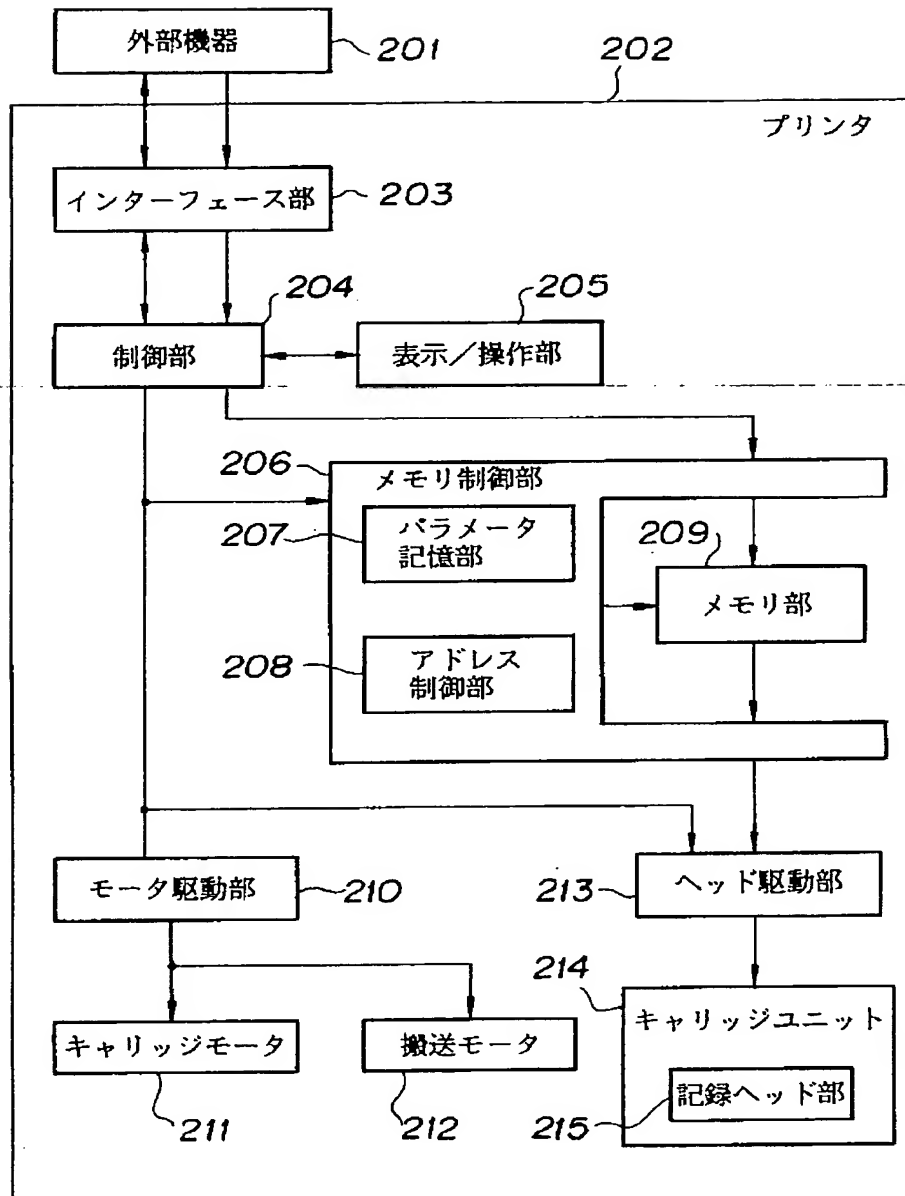 外部機器
201
202
プリンタ
インターフェース部
203
204
205
制御部
表示／操作部
206
メモリ制御部
207
パラメータ
記憶部
209
メモリ部
208
アドレス
制御部
モータ駆動部
210
213
ヘッド駆動部
214
キャリッジユニット
キャリッジモータ
搬送モータ
215
記録ヘッド部
211
212